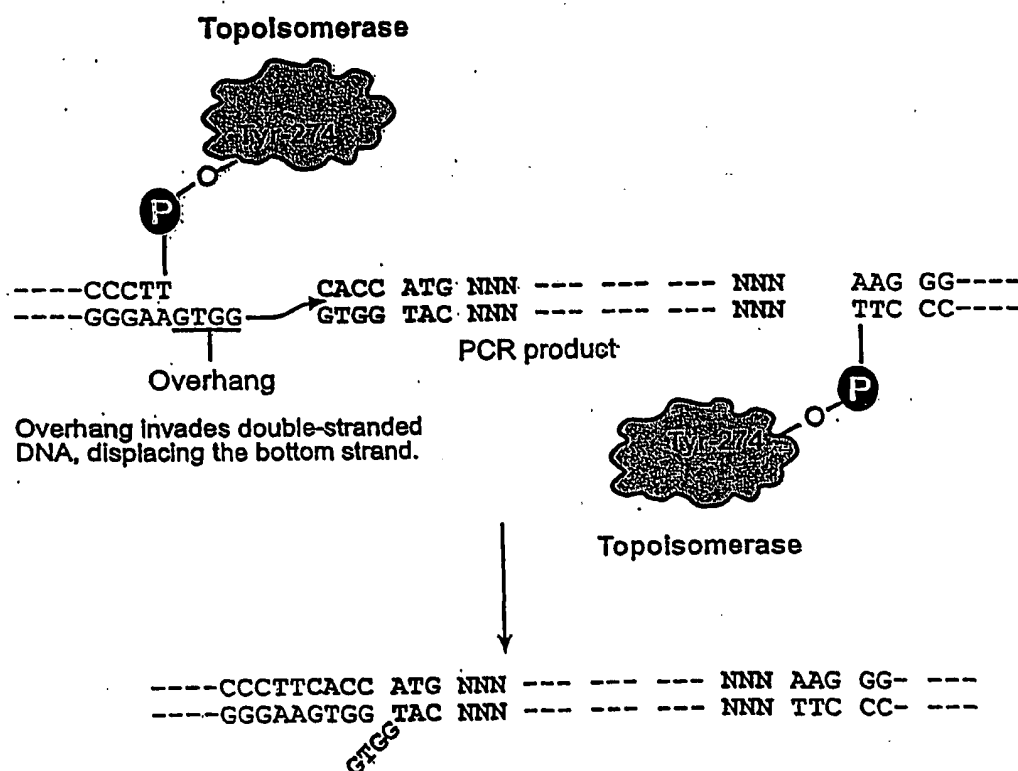 Topoisomerase
Tyr-274
O
P
----CCCTT CACC ATG NNN --- --- --- --- NNN AAG GG----
----GGGAAGTGG GTGG TAC NNN --- --- --- --- NNN TTC CC----
PCR product
Overhang
P
O
Tyr-274
Overhang invades double-stranded
DNA, displacing the bottom strand.
Topoisomerase
----CCCTTCACC ATG NNN --- --- --- --- NNN AAG GG- ---
----GGGAAGTGG TAC NNN --- --- --- --- NNN TTC CC- ---
GTGG